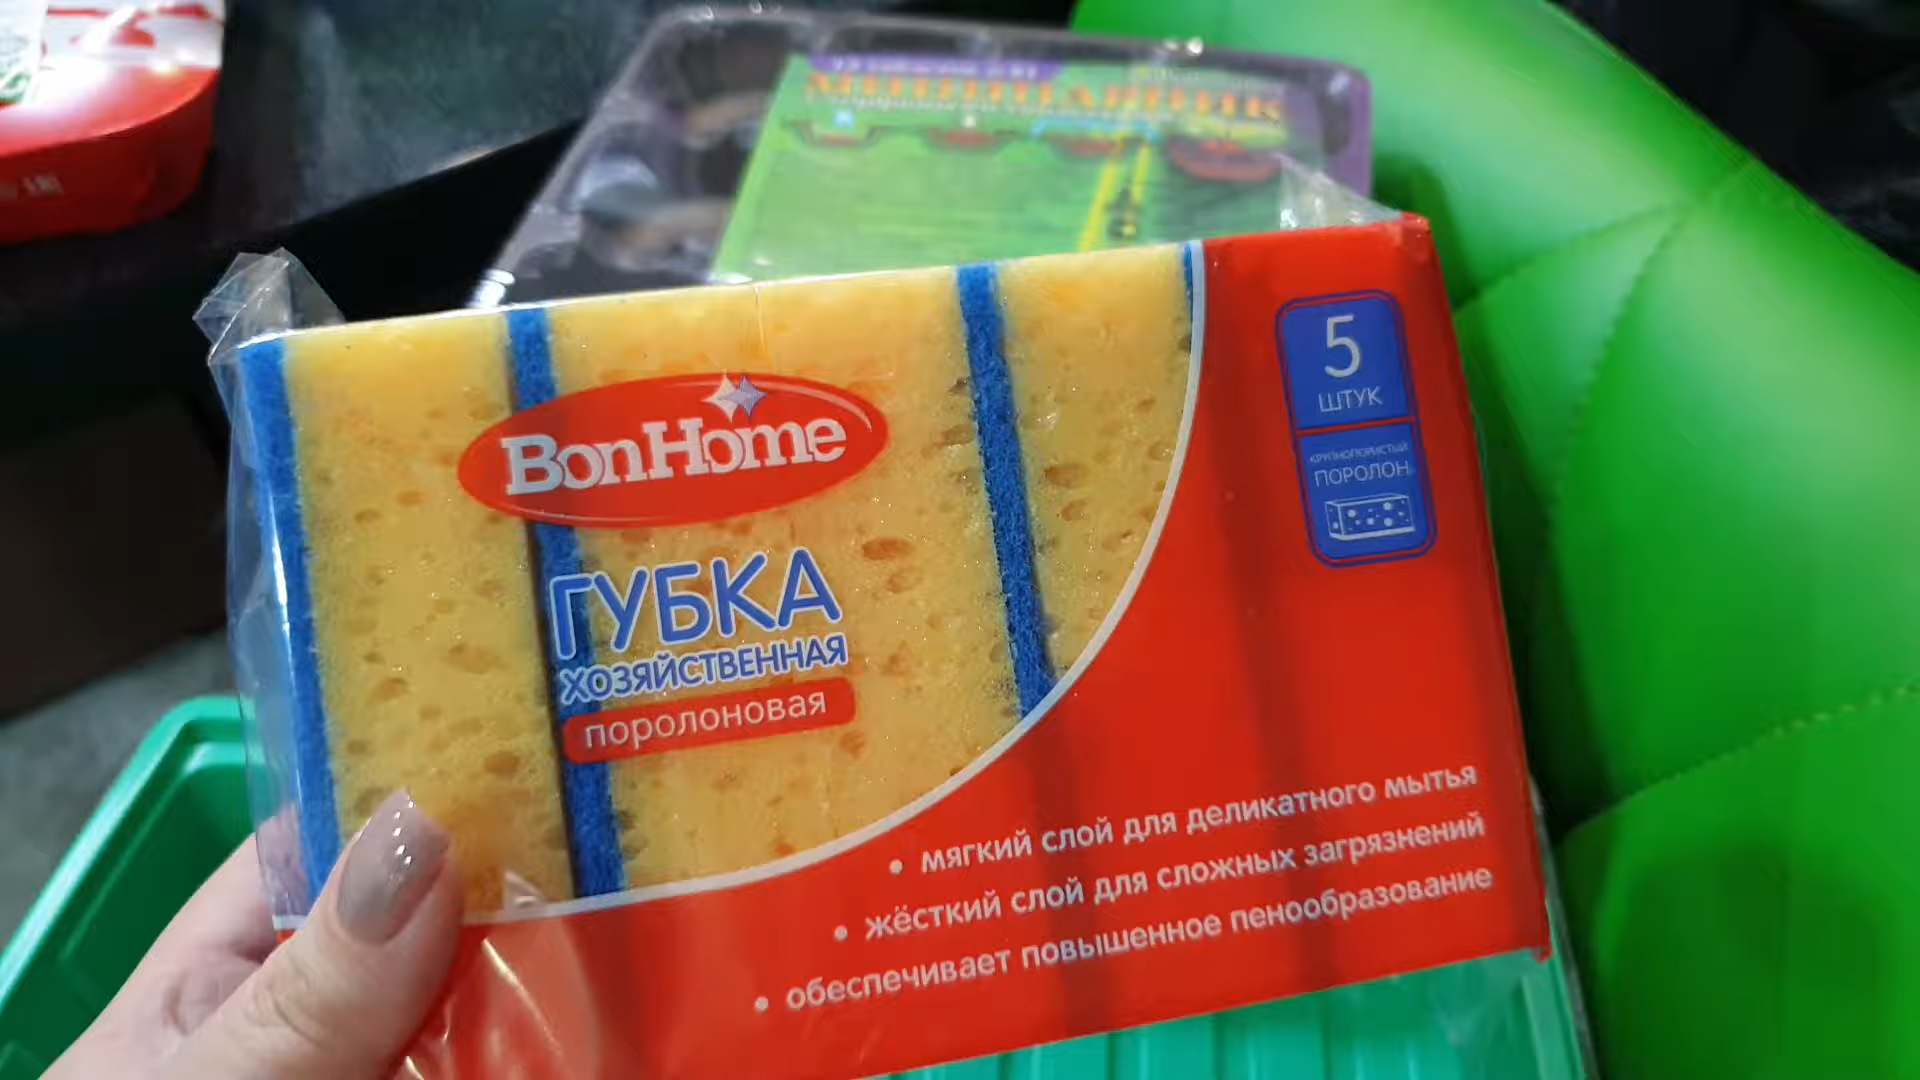 МИНИПАРНИК
BonHome
ГУБКА
ХОЗЯЙСТВЕННАЯ
поролоновая
5
ШТУК
КРУПНОПОРИСТЫЙ
ПОРОЛОН
• мягкий слой для деликатного мытья
• жёсткий слой для сложных загрязнений
• обеспечивает повышенное пенообразование